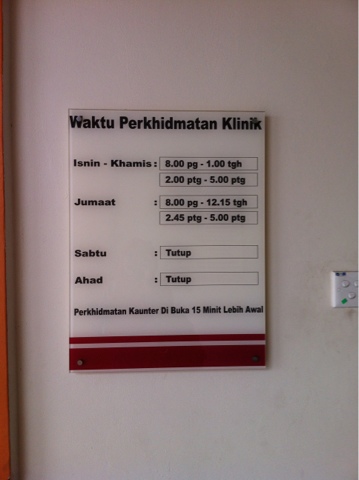 Waktu Perkhidmatan Klinik
Isnin - Khamis : 8.00 pg - 1.00 tgh
2.00 ptg - 5.00 ptg
Jumaat : 8.00 pg - 12.15 tgh
2.45 ptg - 5.00 ptg
Sabtu : Tutup
Ahad : Tutup
Perkhidmatan Kaunter Di Buka 15 Minit Lebih Awal